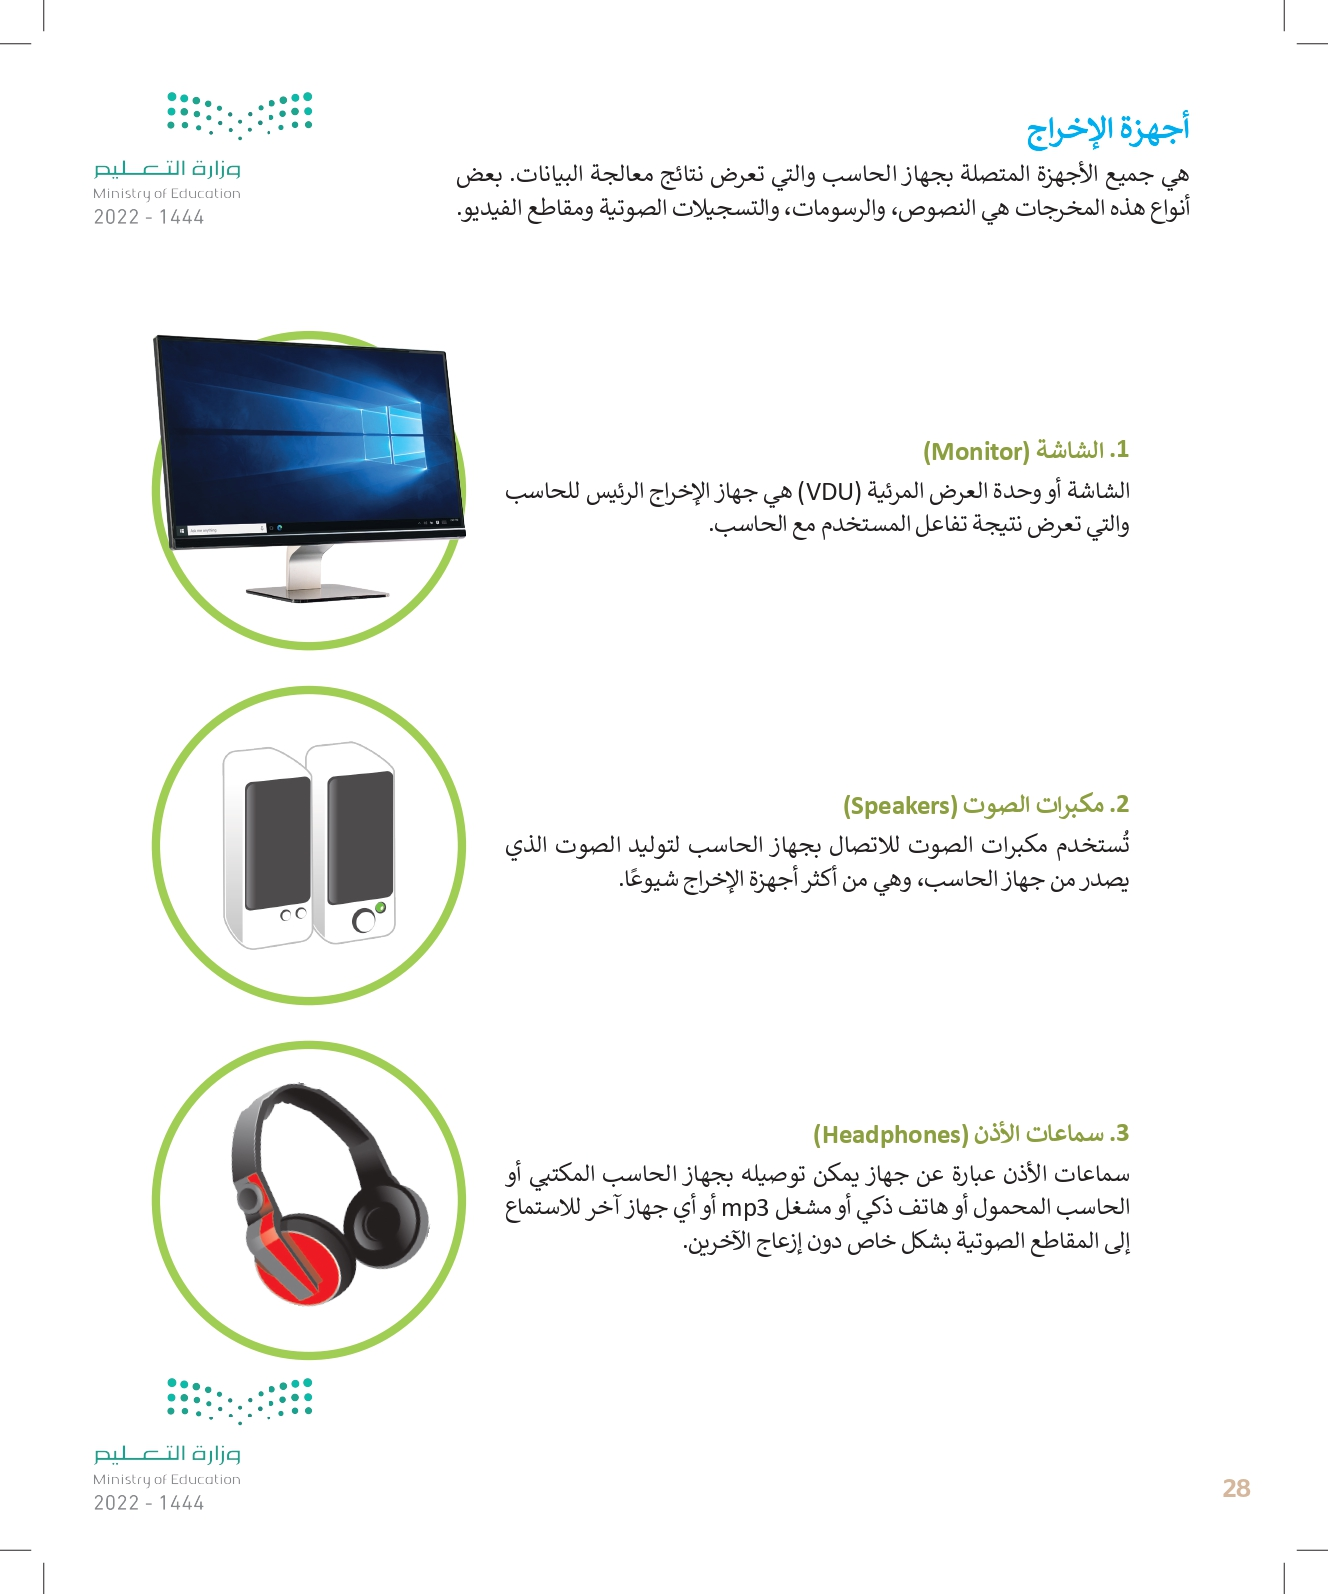 أجهزة الإخراج
هي جميع الأجهزة المتصلة بجهاز الحاسب والتي تعرض نتائج معالجة البيانات. بعض
أنواع هذه المخرجات هي النصوص، والرسومات، والتسجيلات الصوتية ومقاطع الفيديو.
وزارة التعليم
Ministry of Education
2022 - 1444
1. الشاشة (Monitor)
الشاشة أو وحدة العرض المرئية (VDU) هي جهاز الإخراج الرئيس للحاسب
والتي تعرض نتيجة تفاعل المستخدم مع الحاسب.
2. مكبرات الصوت (Speakers)
تُستخدم مكبرات الصوت للاتصال بجهاز الحاسب لتوليد الصوت الذي
يصدر من جهاز الحاسب، وهي من أكثر أجهزة الإخراج شيوعًا.
3. سماعات الأذن (Headphones)
سماعات الأذن عبارة عن جهاز يمكن توصيله بجهاز الحاسب المكتبي أو
الحاسب المحمول أو هاتف ذكي أو مشغل mp3 أو أي جهاز آخر للاستماع
إلى المقاطع الصوتية بشكل خاص دون إزعاج الآخرين.
وزارة التعليم
Ministry of Education
2022 - 1444
28